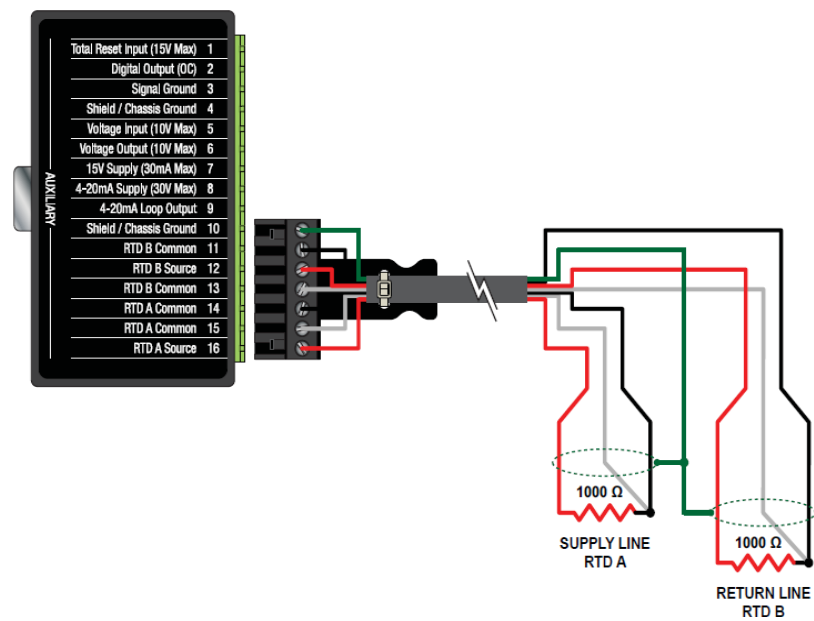 Total Reset Input (15V Max) 1
Digital Output (OC) 2
Signal Ground 3
Shield / Chassis Ground 4
Voltage Input (10V Max) 5
Voltage Output (10V Max) 6
15V Supply (30mA Max) 7
4-20mA Supply (30V Max) 8
4-20mA Loop Output 9
Shield / Chassis Ground 10
RTD B Common 11
RTD B Source 12
RTD B Common 13
RTD A Common 14
RTD A Common 15
RTD A Source 16
AUXILIARY
1000 Ω
SUPPLY LINE
RTD A
1000 Ω
RETURN LINE
RTD B